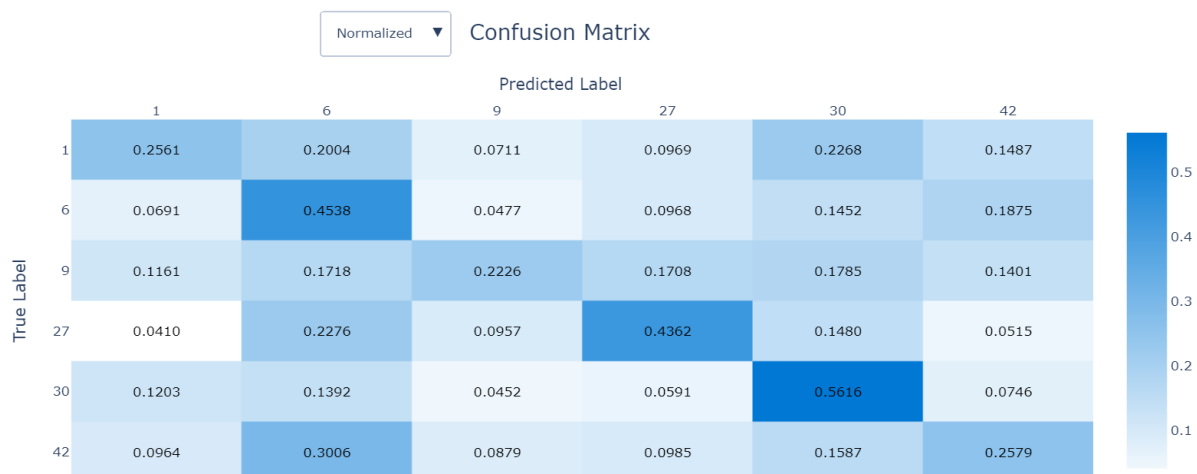 Normalized ▼ Confusion Matrix
Predicted Label
1 6 9 27 30 42
1 0.2561 0.2004 0.0711 0.0969 0.2268 0.1487
6 0.0691 0.4538 0.0477 0.0968 0.1452 0.1875
9 0.1161 0.1718 0.2226 0.1708 0.1785 0.1401
27 0.0410 0.2276 0.0957 0.4362 0.1480 0.0515
30 0.1203 0.1392 0.0452 0.0591 0.5616 0.0746
42 0.0964 0.3006 0.0879 0.0985 0.1587 0.2579
True Label
0.5
0.4
0.3
0.2
0.1